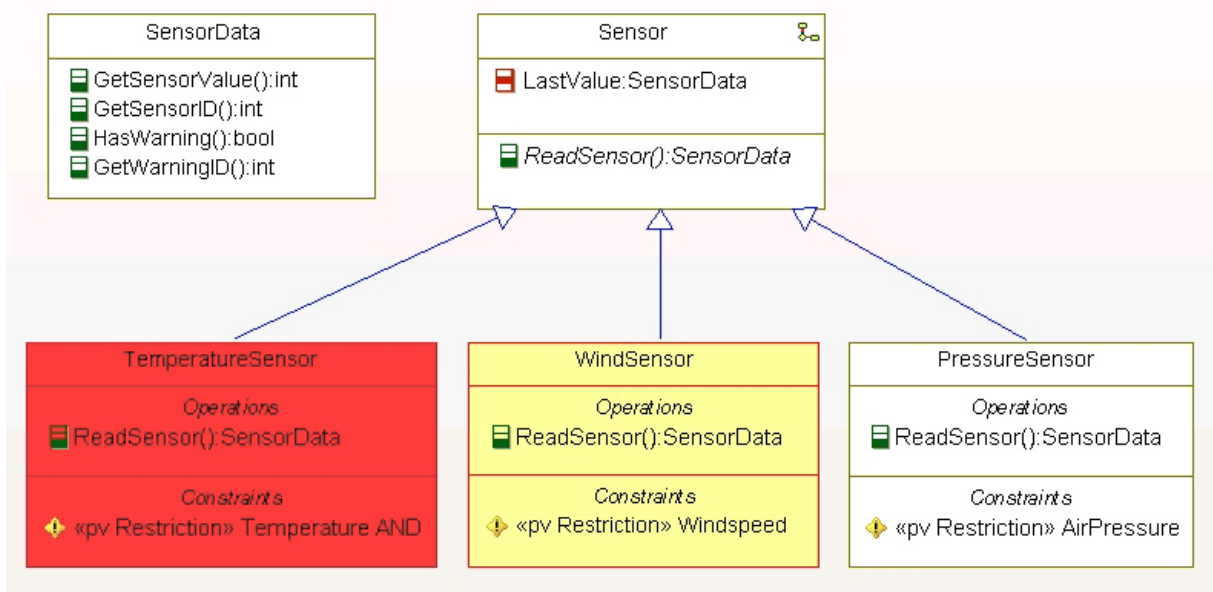 SensorData
GetSensorValue():int
GetSensorID():int
HasWarning():bool
GetWarningID():int
Sensor
LastValue:SensorData
ReadSensor():SensorData
TemperatureSensor
Operations
ReadSensor():SensorData
Constraints
«pv Restriction» Temperature AND
WindSensor
Operations
ReadSensor():SensorData
Constraints
«pv Restriction» Windspeed
PressureSensor
Operations
ReadSensor():SensorData
Constraints
«pv Restriction» AirPressure